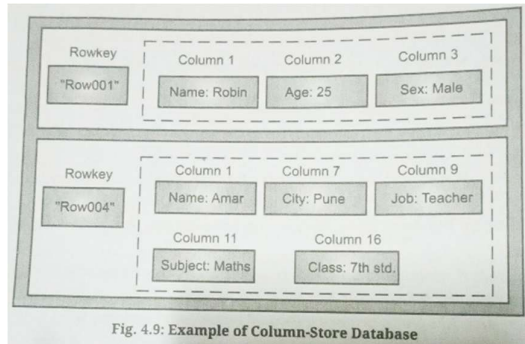 Rowkey
Column 1 Column 2 Column 3
"Row001" Name: Robin Age: 25 Sex: Male
Rowkey
Column 1 Column 7 Column 9
"Row004" Name: Amar City: Pune Job: Teacher
Column 11 Column 16
Subject: Maths Class: 7th std.
Fig. 4.9: Example of Column-Store Database